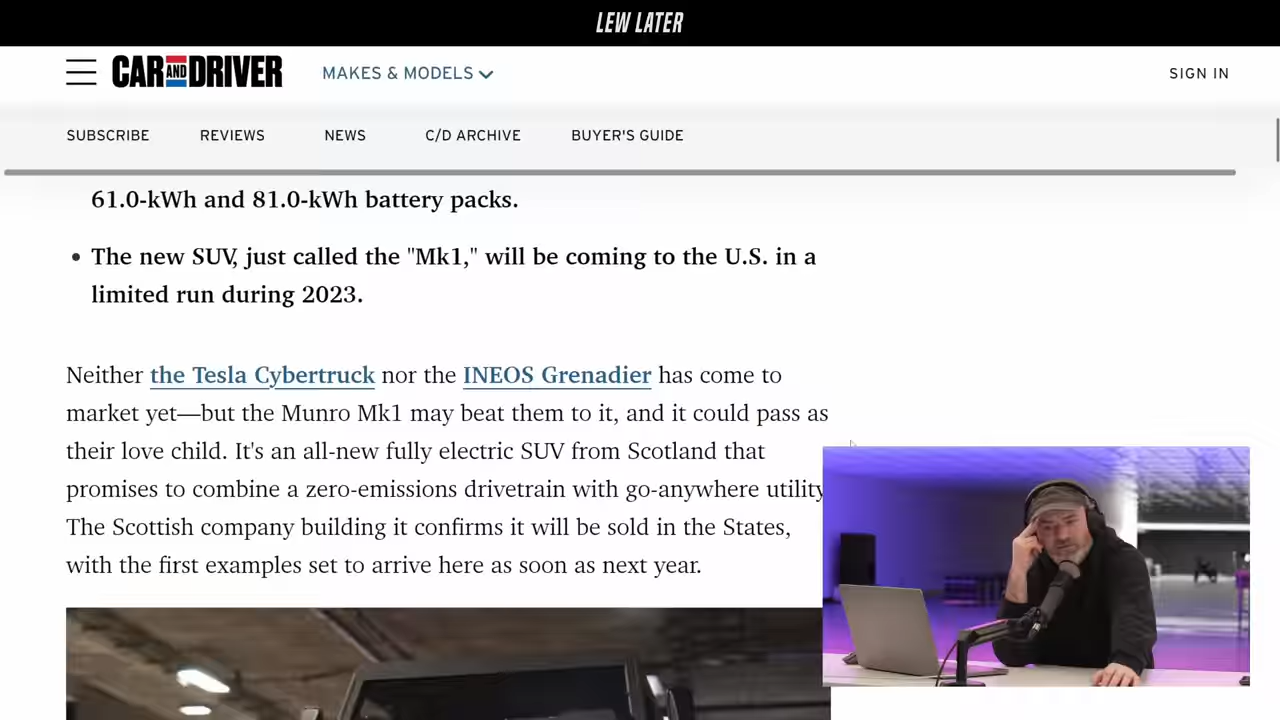 LEW LATER
CAR AND DRIVER
MAKES & MODELS
SIGN IN
SUBSCRIBE
REVIEWS
NEWS
C/D ARCHIVE
BUYER'S GUIDE
61.0-kWh and 81.0-kWh battery packs.
• The new SUV, just called the "Mk1," will be coming to the U.S. in a
limited run during 2023.
Neither the Tesla Cybertruck nor the INEOS Grenadier has come to
market yet—but the Munro Mk1 may beat them to it, and it could pass as
their love child. It's an all-new fully electric SUV from Scotland that
promises to combine a zero-emissions drivetrain with go-anywhere utility
The Scottish company building it confirms it will be sold in the States,
with the first examples set to arrive here as soon as next year.